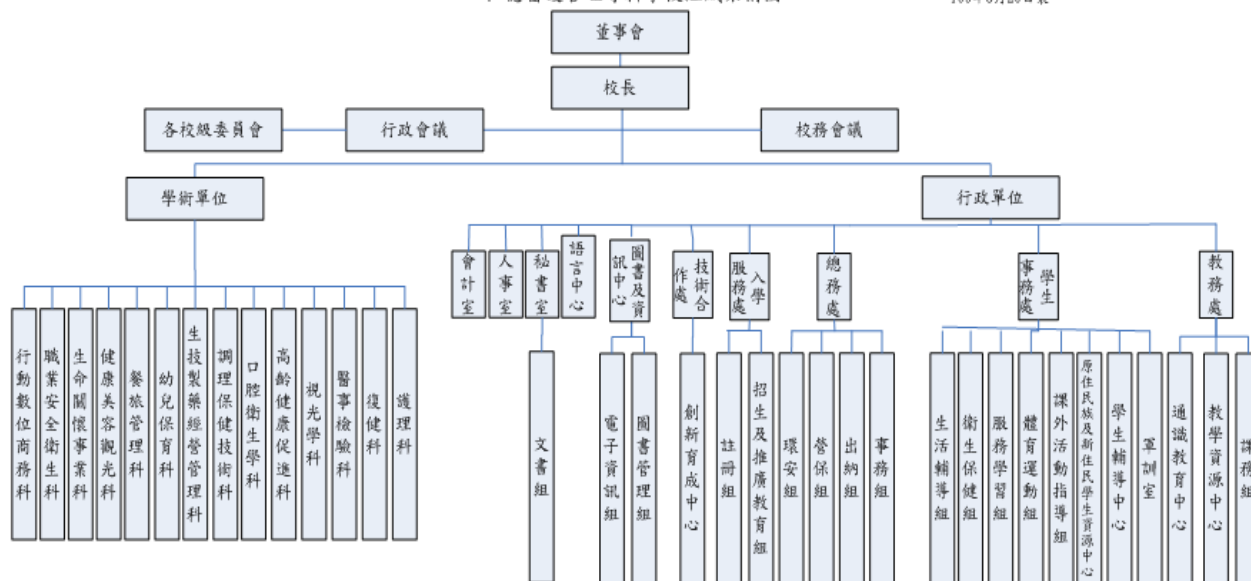 董事會
校長
各校級委員會
行政會議
校務會議
學術單位
行政單位
會計室
人事室
秘書室
語言中心
圖書及資訊中心
技術合作處
入學服務處
總務處
學生事務處
教務處
行動數位商務科
職業安全衛生科
生命關懷事業科
健康美容觀光科
餐旅管理科
幼兒保育科
生技製藥經營管理科
調理保健技術科
口腔衛生學科
高齡健康促進科
視光學科
醫事檢驗科
復健科
護理科
文書組
電子資訊組
圖書管理組
創新育成中心
註冊組
招生及推廣教育組
環安組
營保組
出納組
事務組
生活輔導組
衛生保健組
服務學習組
體育運動組
課外活動指導組
原住民族及新住民學生資源中心
學生輔導中心
軍訓室
通識教育中心
教學資源中心
課務組